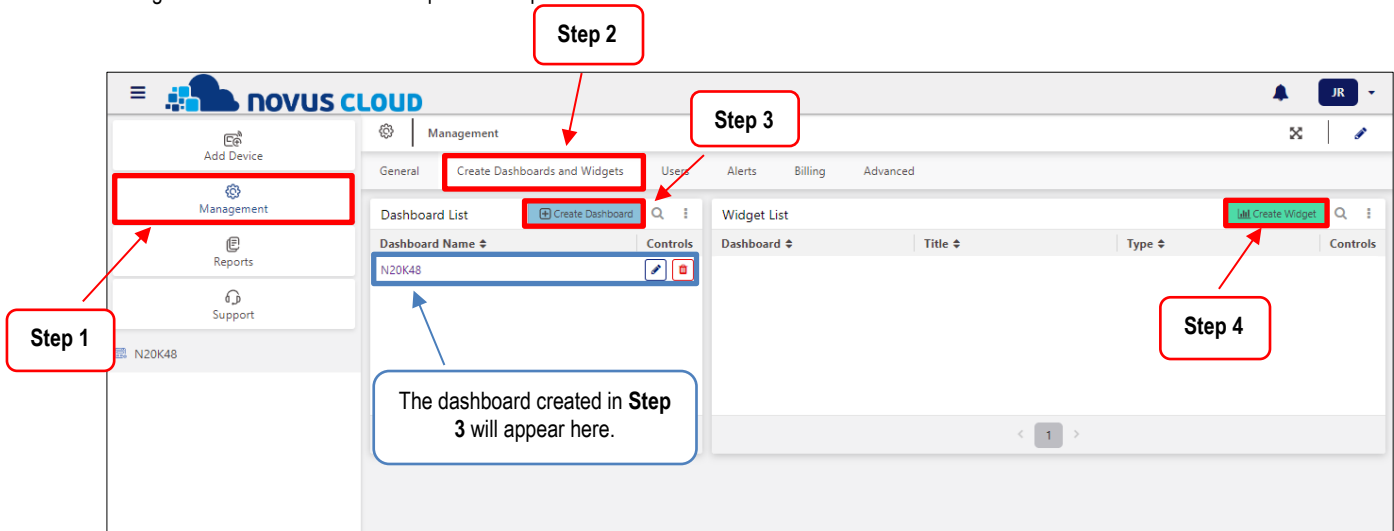 Step 2
NOVUS CLOUD
JR
Step 3
Add Device
Management
General Create Dashboards and Widgets Users Alerts Billing Advanced
Management
Dashboard List Create Dashboard Widget List Create Widget
Reports
Dashboard Name Controls Dashboard Title Type Controls
N20K48
Support
Step 1
Step 4
N20K48
The dashboard created in Step
3 will appear here.
< 1 >